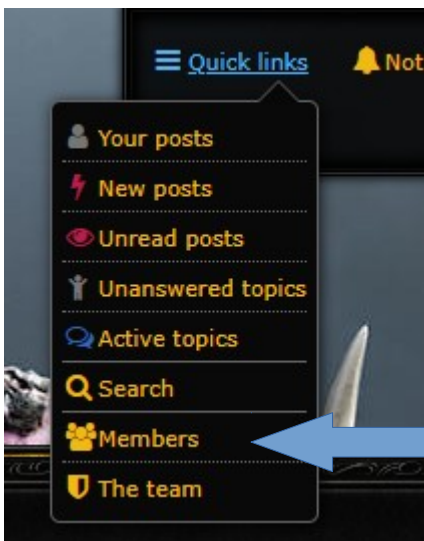 Quick links
Not
Your posts
New posts
Unread posts
Unanswered topics
Active topics
Search
Members
The team